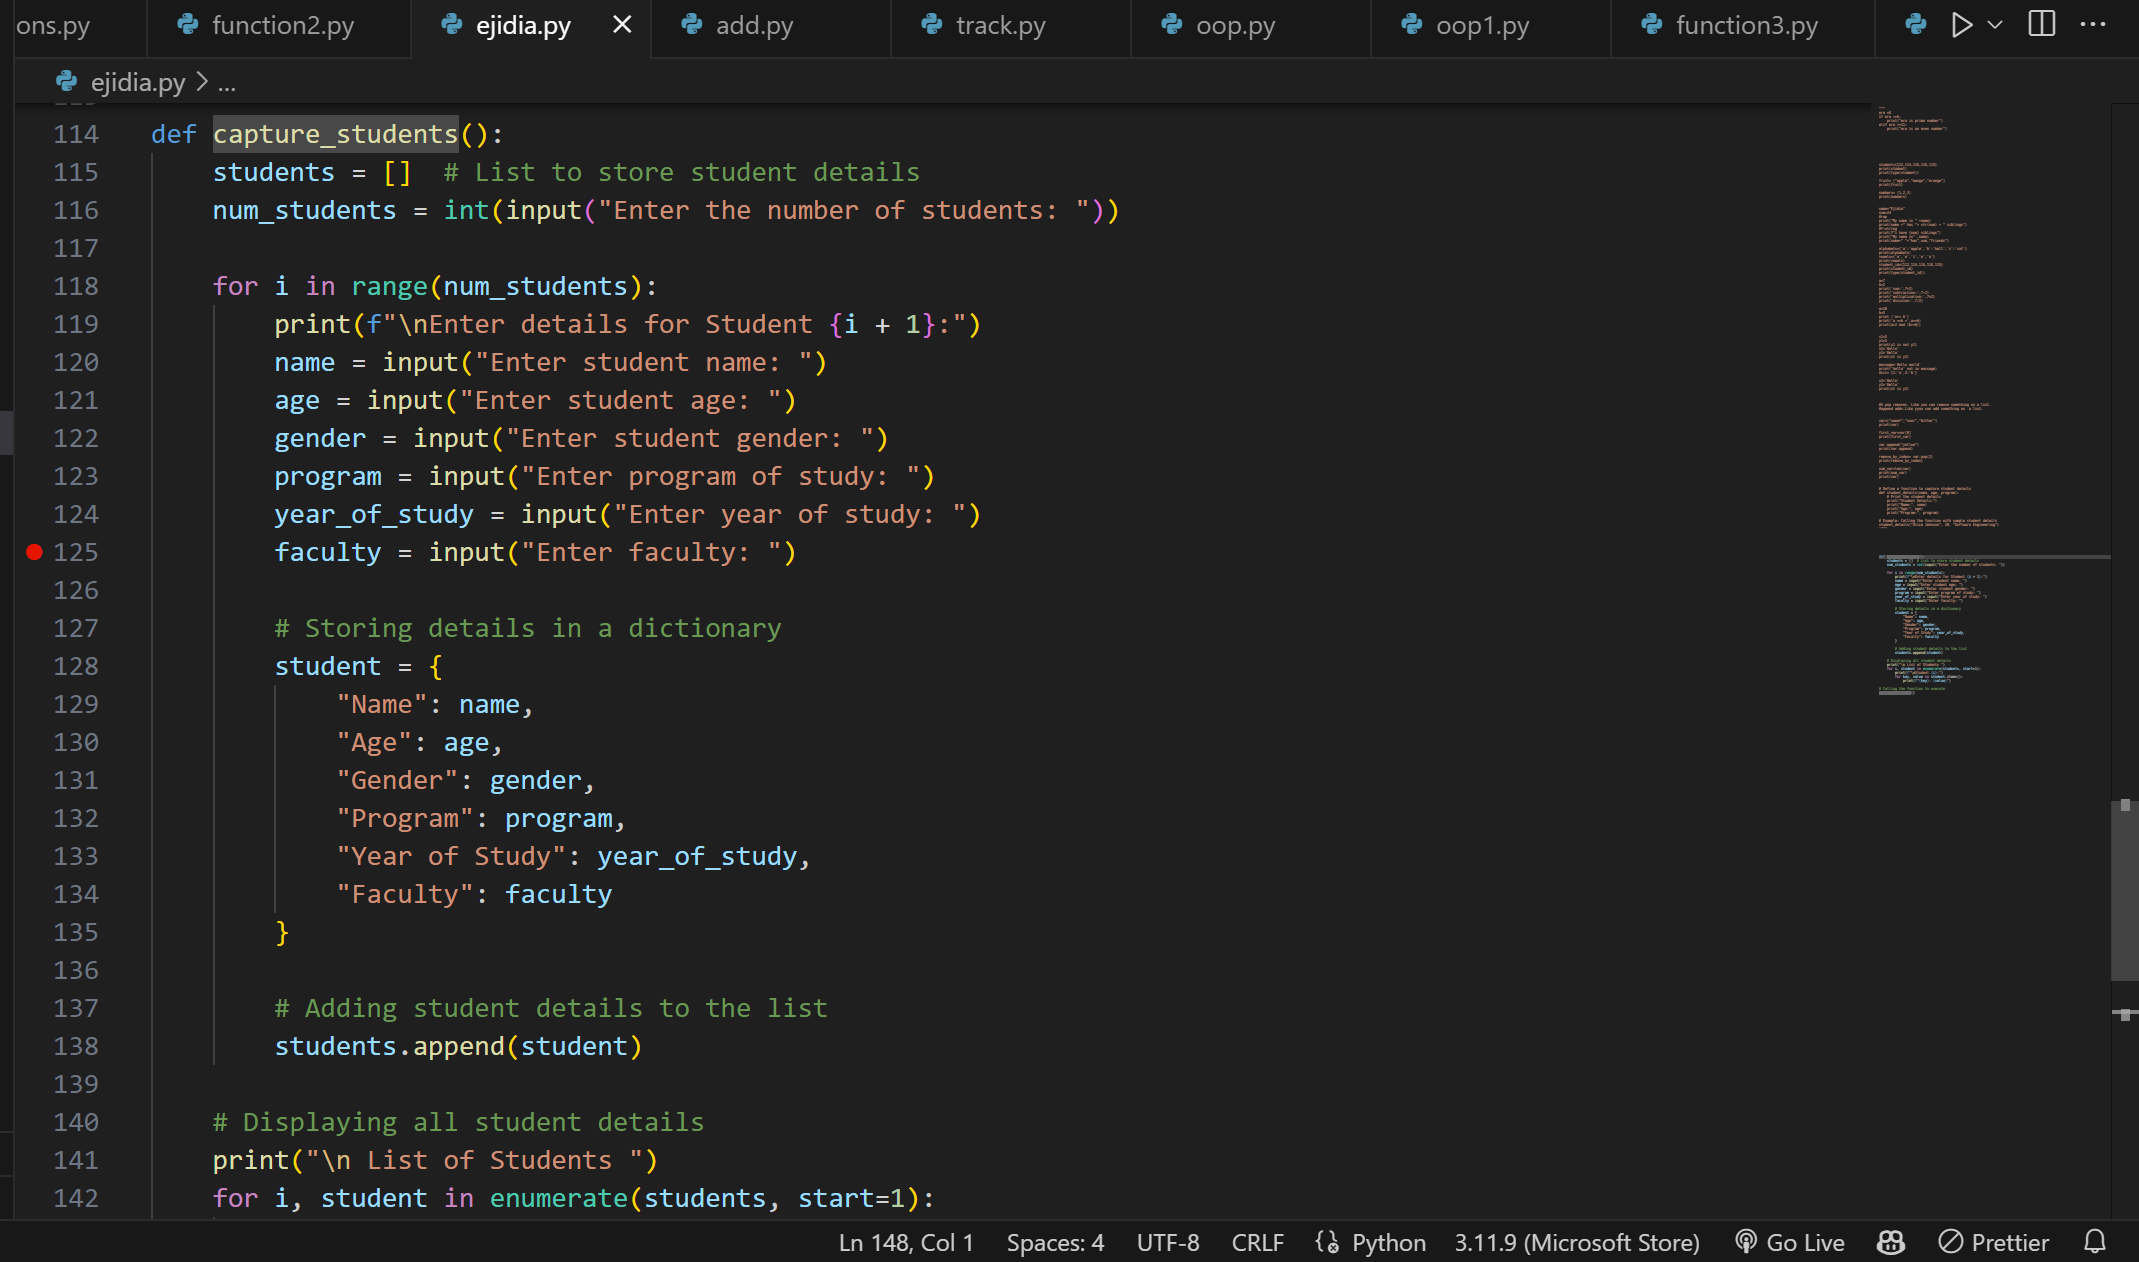 ons.py function2.py ejidia.py add.py track.py oop.py oop1.py function3.py
ejidia.py > ...
114 def capture_students():
115     students = []  # List to store student details
116     num_students = int(input("Enter the number of students: "))
117
118     for i in range(num_students):
119         print(f"\nEnter details for Student {i + 1}:")
120         name = input("Enter student name: ")
121         age = input("Enter student age: ")
122         gender = input("Enter student gender: ")
123         program = input("Enter program of study: ")
124         year_of_study = input("Enter year of study: ")
125         faculty = input("Enter faculty: ")
126
127         # Storing details in a dictionary
128         student = {
129             "Name": name,
130             "Age": age,
131             "Gender": gender,
132             "Program": program,
133             "Year of Study": year_of_study,
134             "Faculty": faculty
135         }
136
137         # Adding student details to the list
138         students.append(student)
139
140     # Displaying all student details
141     print("\n List of Students ")
142     for i, student in enumerate(students, start=1):
Ln 148, Col 1 Spaces: 4 UTF-8 CRLF Python 3.11.9 (Microsoft Store) Go Live Prettier